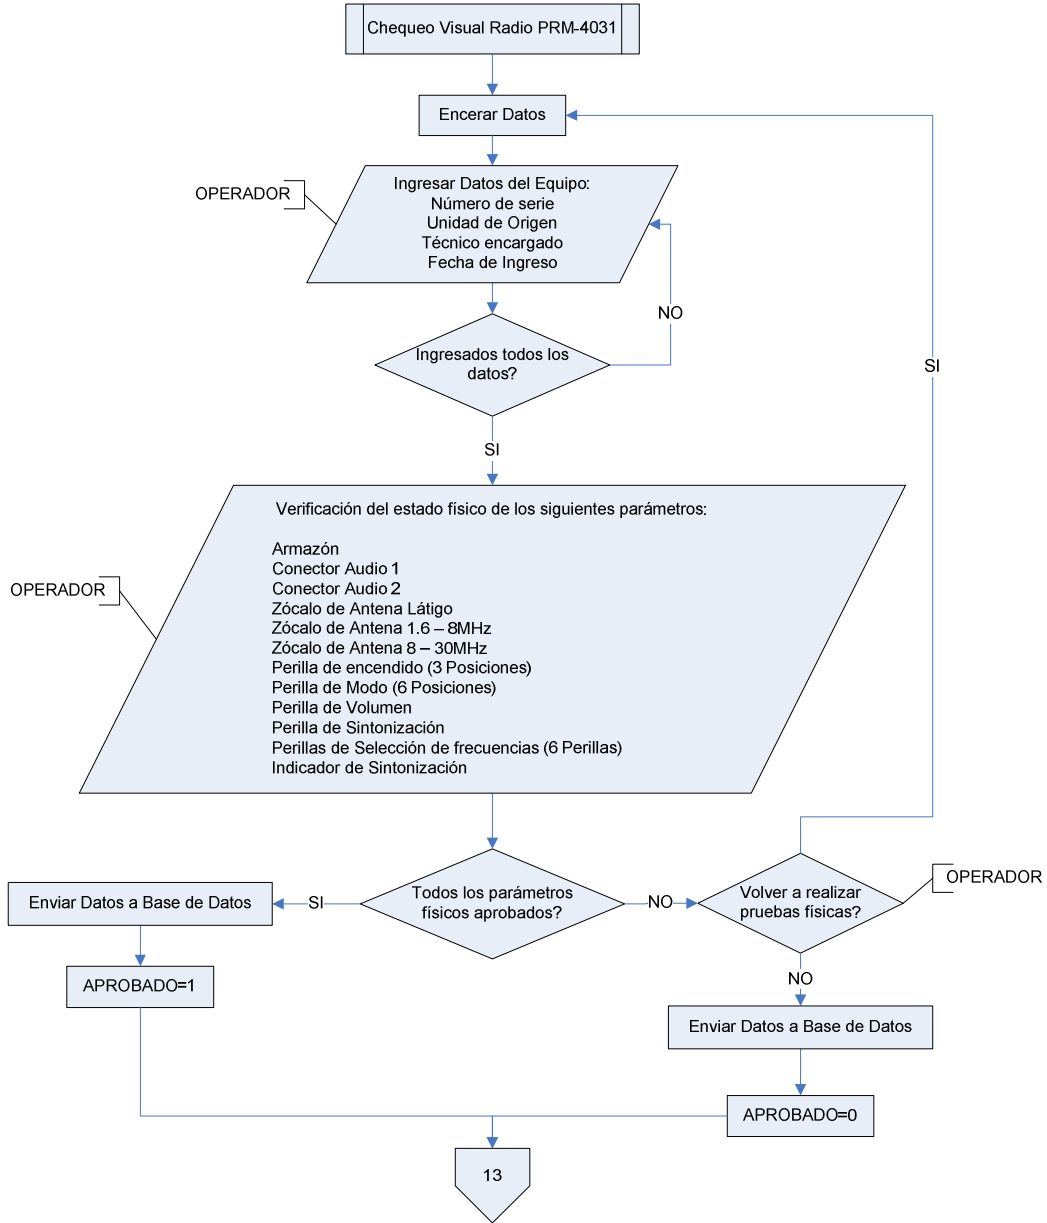 Chequeo Visual Radio PRM-4031
Encerar Datos
OPERADOR
Ingresar Datos del Equipo:
Número de serie
Unidad de Origen
Técnico encargado
Fecha de Ingreso
NO
Ingresados todos los
datos?
SI
SI
Verificación del estado físico de los siguientes parámetros:
Armazón
Conector Audio 1
Conector Audio 2
Zócalo de Antena Látigo
Zócalo de Antena 1.6 – 8MHz
Zócalo de Antena 8 – 30MHz
Perilla de encendido (3 Posiciones)
Perilla de Modo (6 Posiciones)
Perilla de Volumen
Perilla de Sintonización
Perillas de Selección de frecuencias (6 Perillas)
Indicador de Sintonización
OPERADOR
Todos los parámetros
físicos aprobados?
SI
NO
Enviar Datos a Base de Datos
APROBADO=1
Volver a realizar
pruebas físicas?
OPERADOR
NO
Enviar Datos a Base de Datos
APROBADO=0
13